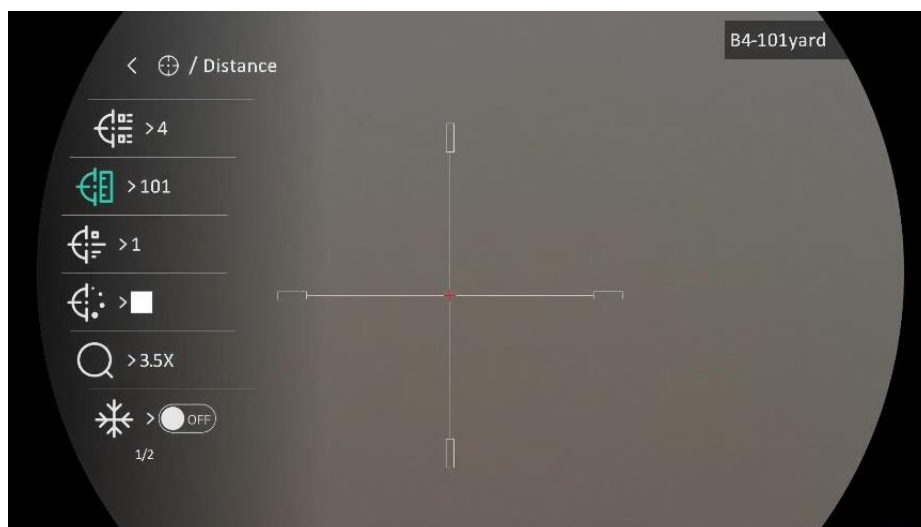 B4-101yard
< / Distance
>4
>101
>1
>
>3.5X
> OFF
1/2